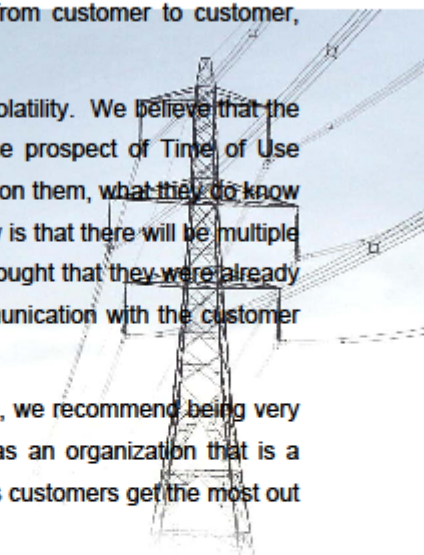 from customer to customer,
olatility. We believe that the
e prospect of Time of Use
on them, what they do know
is that there will be multiple
ought that they were already
unication with the customer
, we recommend being very
as an organization that is a
s customers get the most out